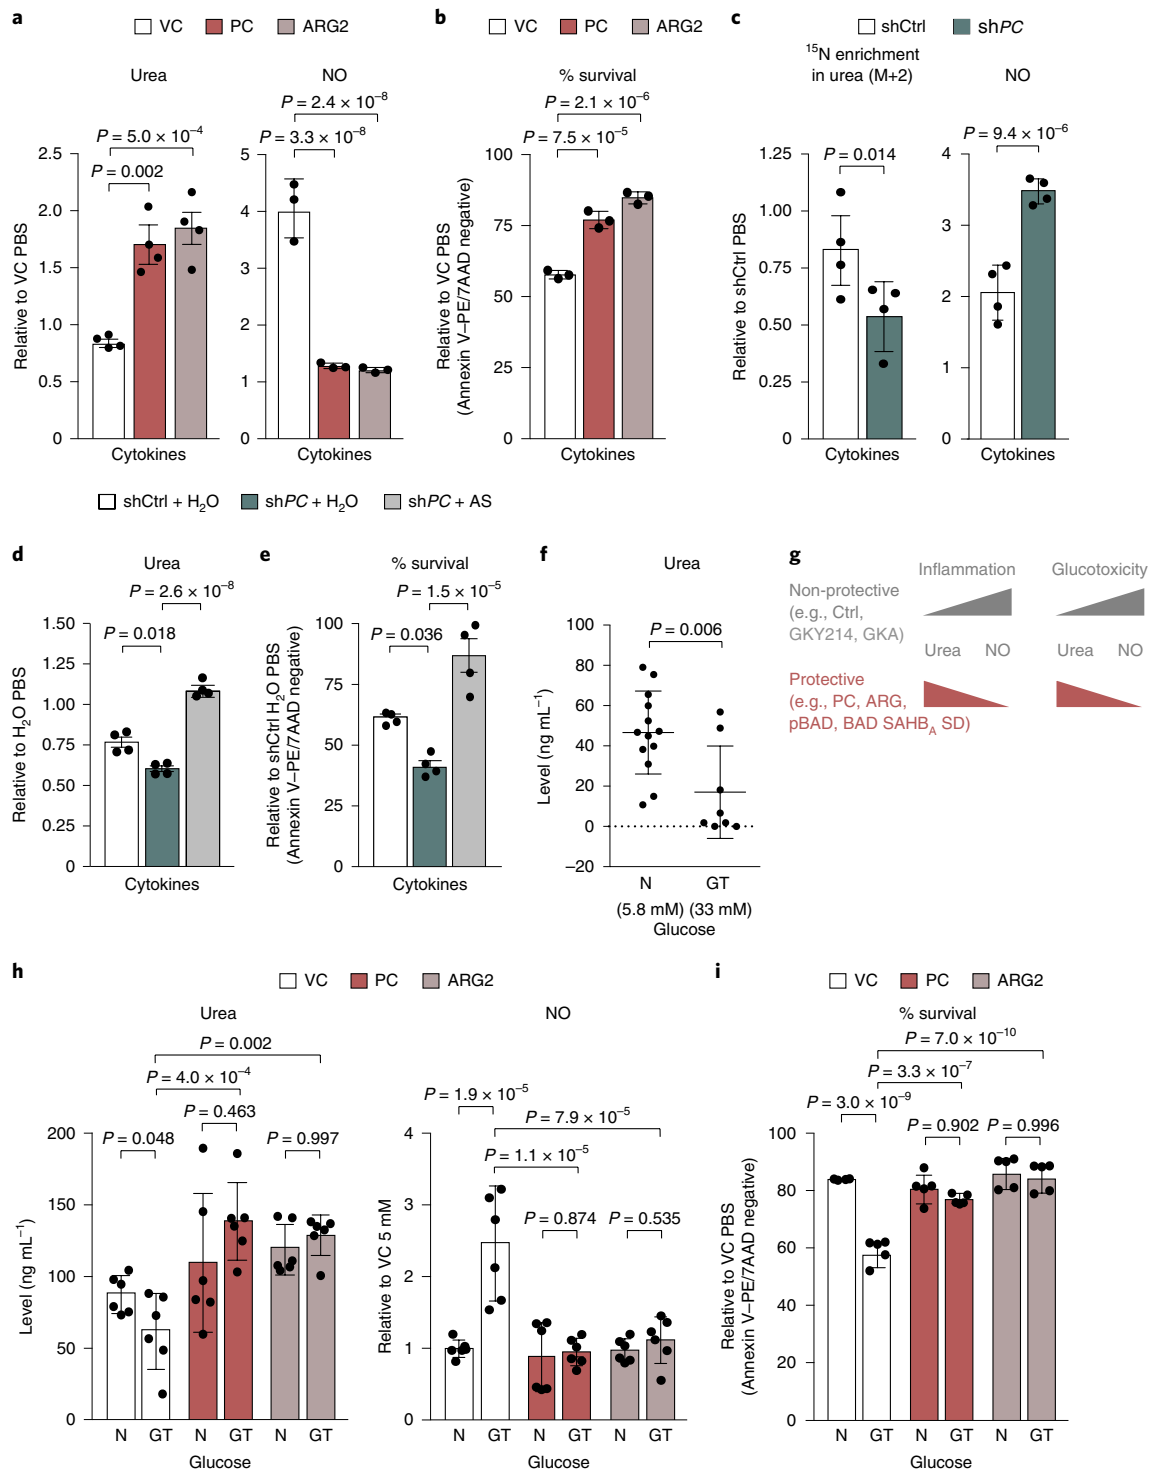 a
VC PC ARG2
Urea
NO
P = 5.0 × 10⁻⁴
P = 0.002
P = 2.4 × 10⁻⁸
P = 3.3 × 10⁻⁸
Relative to VC PBS
2.5
2.0
1.5
1.0
0.5
0
Cytokines
5
4
3
2
1
0
Cytokines
b
VC PC ARG2
% survival
P = 2.1 × 10⁻⁶
P = 7.5 × 10⁻⁵
Relative to VC PBS
(Annexin V–PE/7AAD negative)
100
75
50
25
0
Cytokines
c
shCtrl shPC
¹⁵N enrichment
in urea (M+2)
NO
P = 0.014
P = 9.4 × 10⁻⁶
Relative to shCtrl PBS
1.25
1.00
0.75
0.50
0.25
0
Cytokines
4
3
2
1
0
Cytokines
shCtrl + H₂O shPC + H₂O shPC + AS
d
Urea
P = 2.6 × 10⁻⁸
P = 0.018
Relative to H₂O PBS
1.50
1.25
1.00
0.75
0.50
0.25
0
Cytokines
e
% survival
P = 1.5 × 10⁻⁵
P = 0.036
Relative to shCtrl H₂O PBS
(Annexin V–PE/7AAD negative)
100
75
50
75
0
Cytokines
f
Urea
P = 0.006
Level (ng mL⁻¹)
100
80
60
40
20
0
–20
N GT
(5.8 mM) (33 mM)
Glucose
g
Inflammation Glucotoxicity
Non-protective
(e.g., Ctrl,
GKY214, GKA)
Urea NO Urea NO
Protective
(e.g., PC, ARG,
pBAD, BAD SAHB_A SD)
h
VC PC ARG2
Urea
NO
P = 0.002
P = 4.0 × 10⁻⁴
P = 0.463
P = 0.048
P = 0.997
Level (ng mL⁻¹)
200
150
100
50
0
N GT N GT N GT
Glucose
P = 1.9 × 10⁻⁵
P = 7.9 × 10⁻⁵
P = 1.1 × 10⁻⁵
P = 0.874
P = 0.535
Relative to VC 5 mM
4
3
2
1
0
N GT N GT N GT
Glucose
i
VC PC ARG2
% survival
P = 7.0 × 10⁻¹⁰
P = 3.3 × 10⁻⁷
P = 3.0 × 10⁻⁹
P = 0.902
P = 0.996
Relative to VC PBS
(Annexin V–PE/7AAD negative)
100
80
60
40
20
0
N GT N GT N GT
Glucose